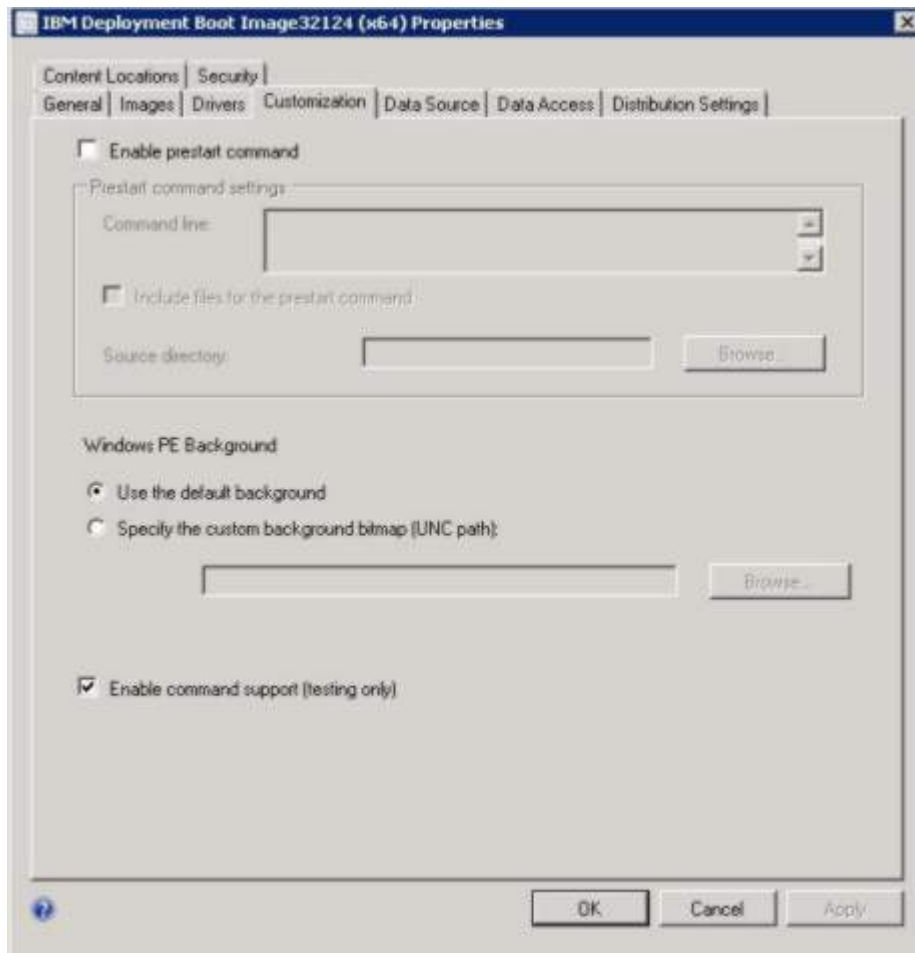 IBM Deployment Boot Image32124 (x64) Properties
Content Locations Security
General Images Drivers Customization Data Source Data Access Distribution Settings
Enable prestart command
Prestart command settings
Command line:
Include files for the prestart command
Source directory:
Browse...
Windows PE Background
Use the default background
Specify the custom background bitmap (UNC path):
Browse...
Enable command support (testing only)
OK Cancel Apply